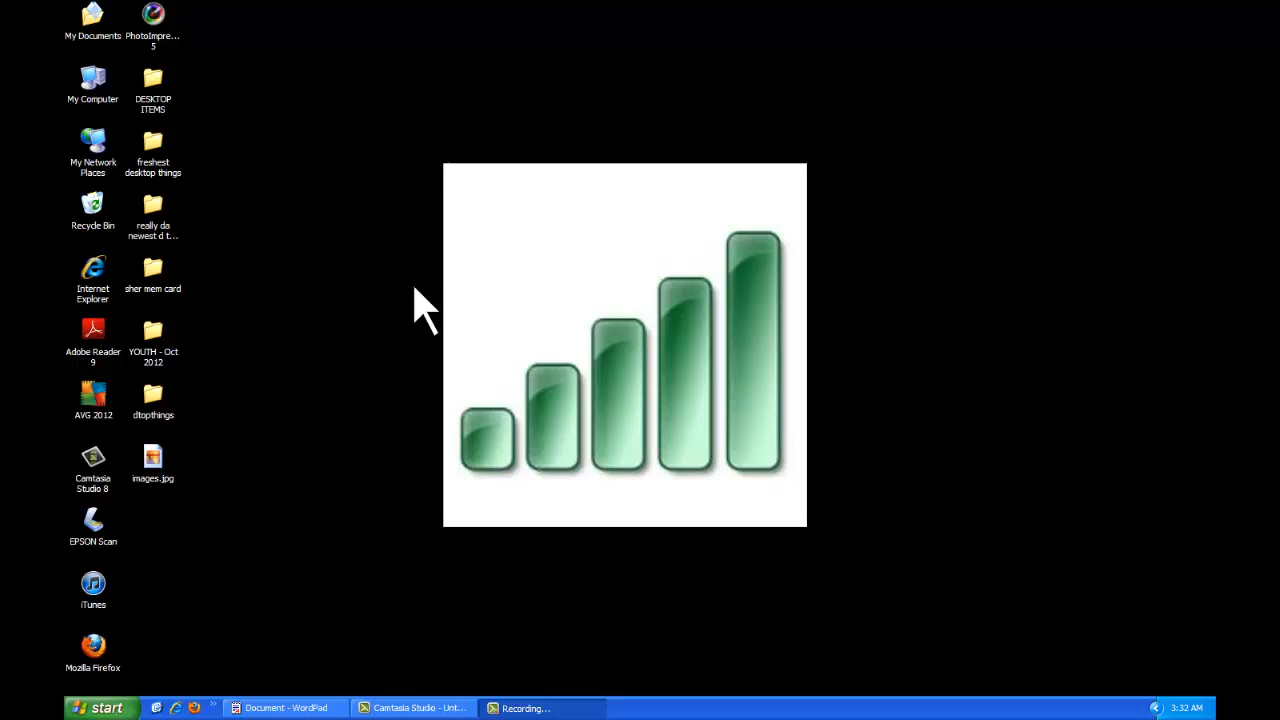 My Documents
PhotoImpre...
5
My Computer
DESKTOP
ITEMS
My Network
Places
freshest
desktop things
Recycle Bin
really da
newest d t...
Internet
Explorer
sher mem card
Adobe Reader
9
YOUTH - Oct
2012
AVG 2012
dtopthings
Camtasia
Studio 8
images.jpg
EPSON Scan
iTunes
Mozilla Firefox
start
Document - WordPad
Camtasia Studio - Unt...
Recording...
3:32 AM